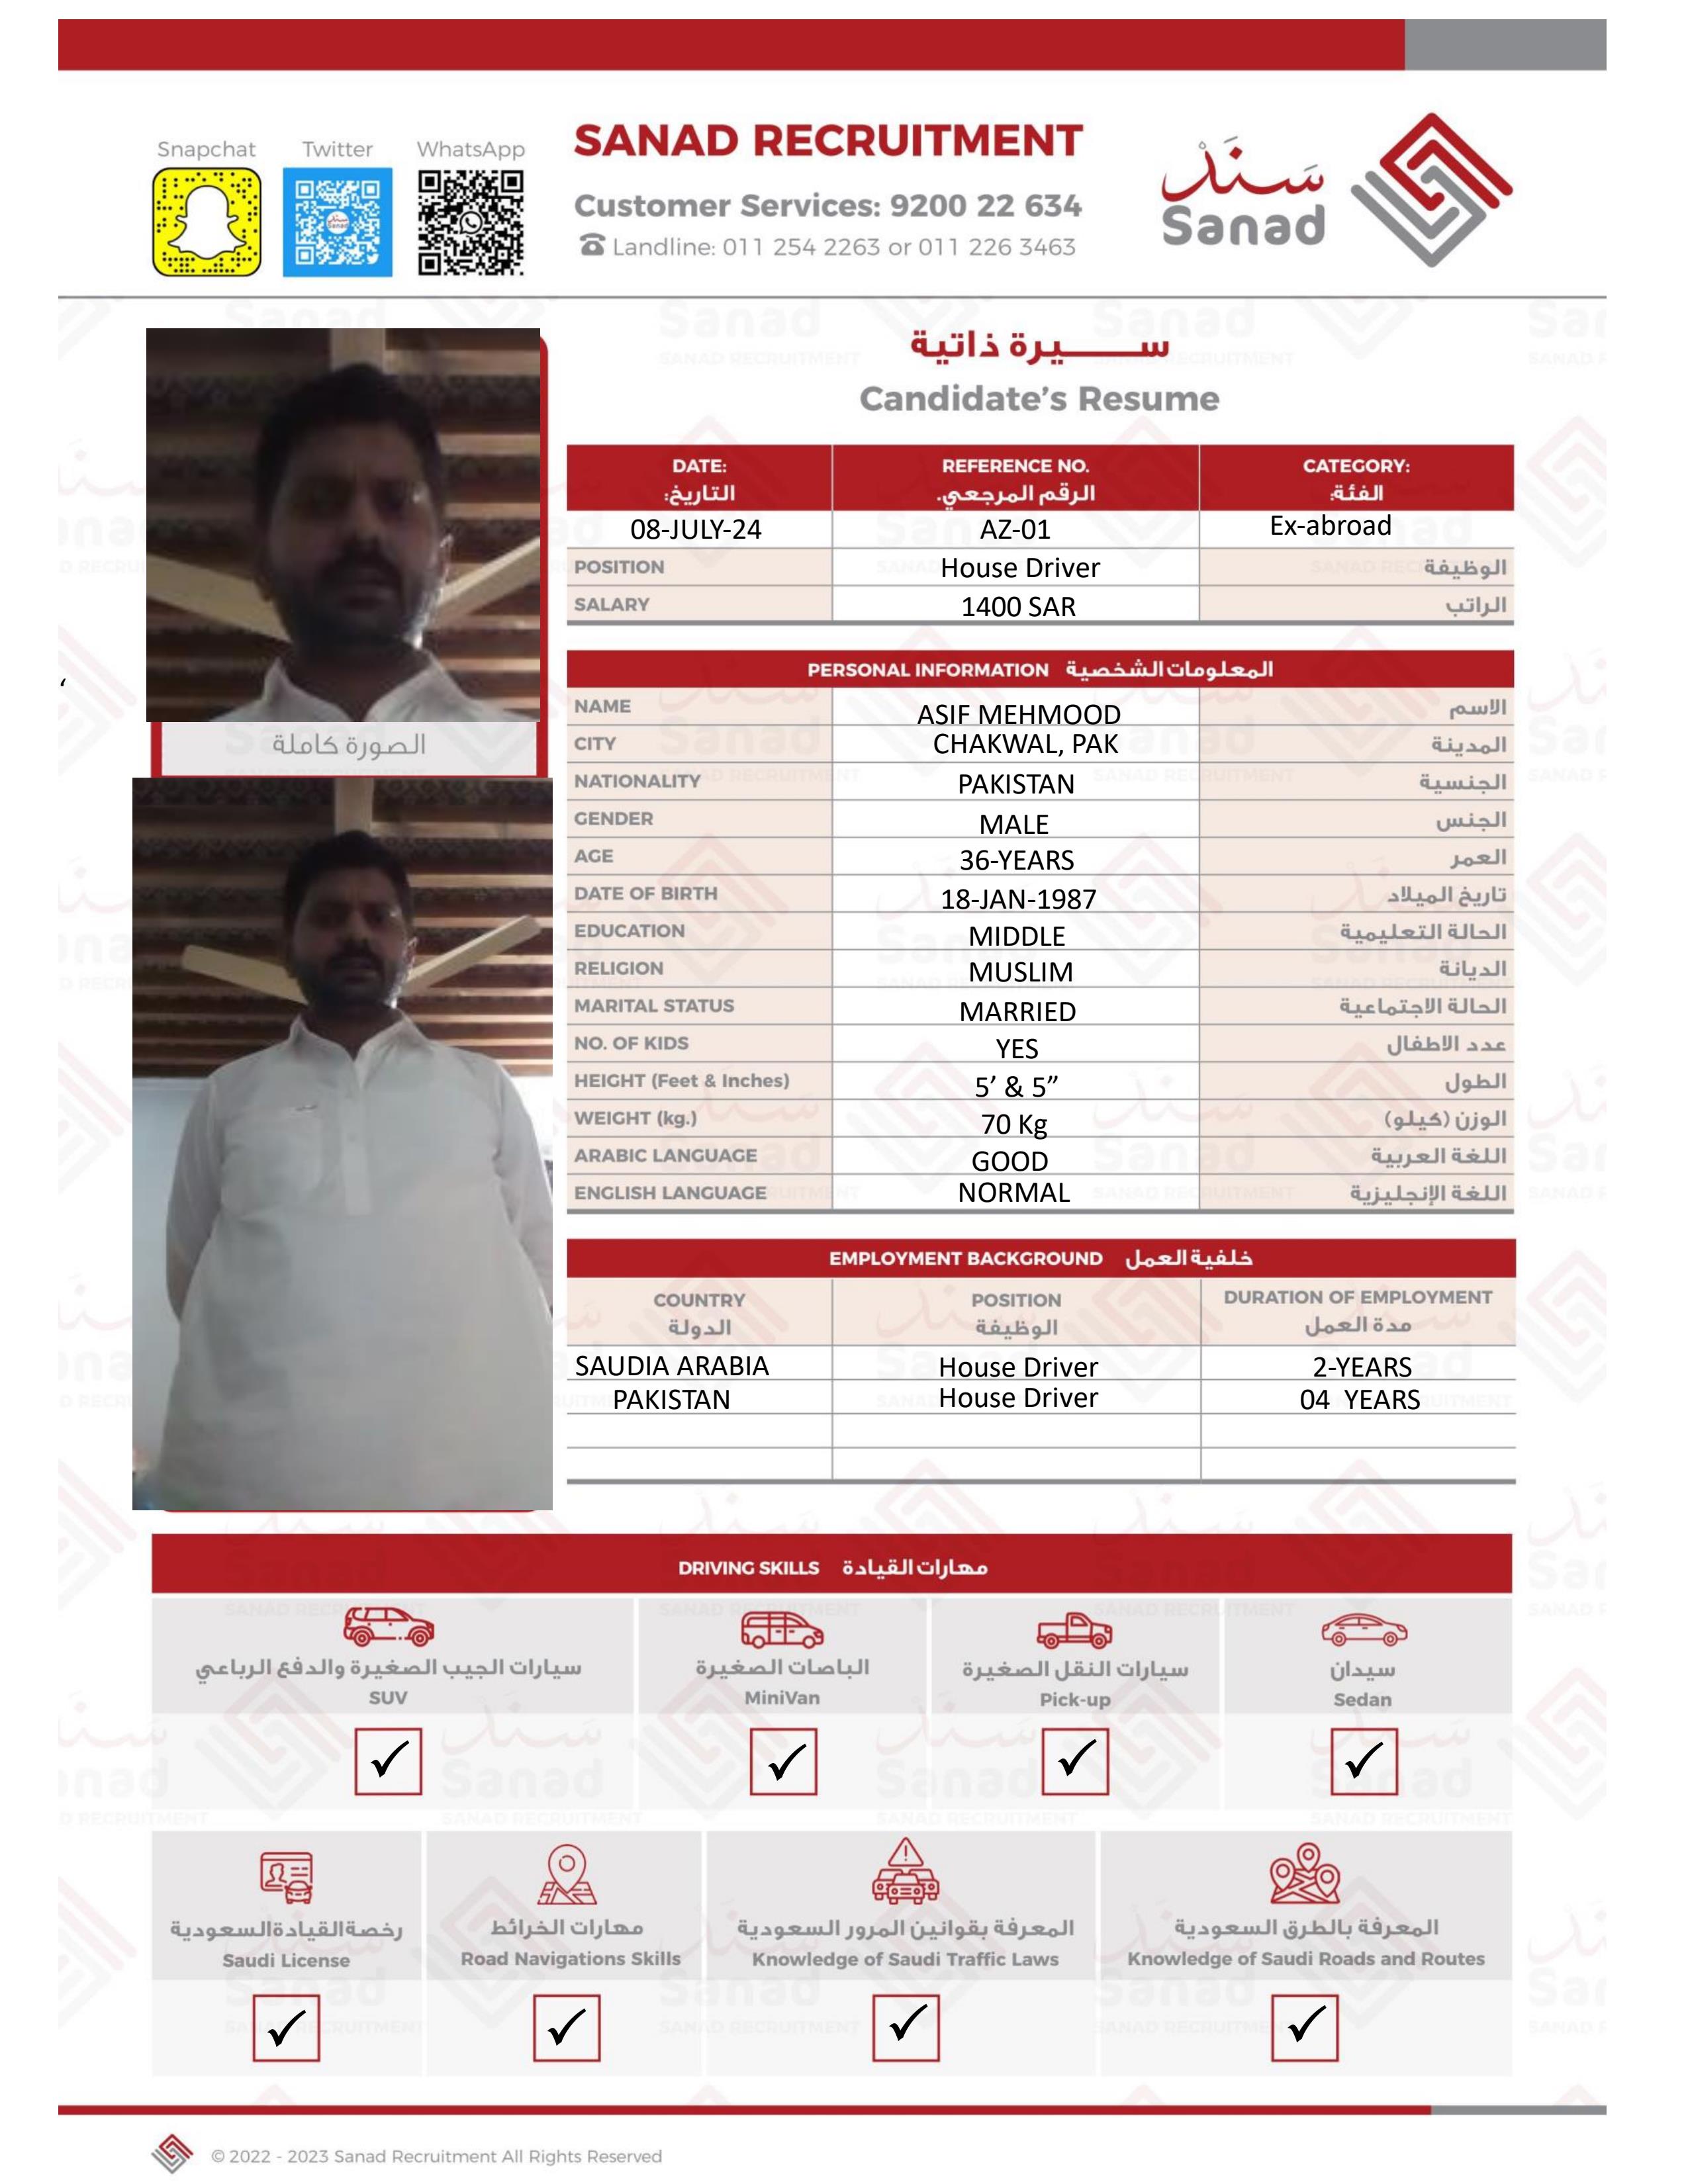 Snapchat
Twitter
WhatsApp
SANAD RECRUITMENT
Customer Services: 9200 22 634
Landline: 011 254 2263 or 011 226 3463
سَنَدْ
Sanad
ســـــيرة ذاتية
Candidate's Resume
الصورة كاملة
DATE: REFERENCE NO. CATEGORY:
التاريخ: الرقم المرجعي. الفئة:
08-JULY-24 AZ-01 Ex-abroad
POSITION House Driver الوظيفة
SALARY 1400 SAR الراتب
PERSONAL INFORMATION المعلومات الشخصية
NAME ASIF MEHMOOD الاسم
CITY CHAKWAL, PAK المدينة
NATIONALITY PAKISTAN الجنسية
GENDER MALE الجنس
AGE 36-YEARS العمر
DATE OF BIRTH 18-JAN-1987 تاريخ الميلاد
EDUCATION MIDDLE الحالة التعليمية
RELIGION MUSLIM الديانة
MARITAL STATUS MARRIED الحالة الاجتماعية
NO. OF KIDS YES عدد الاطفال
HEIGHT (Feet & Inches) 5’ & 5” الطول
WEIGHT (kg.) 70 Kg الوزن (كيلو)
ARABIC LANGUAGE GOOD اللغة العربية
ENGLISH LANGUAGE NORMAL اللغة الإنجليزية
EMPLOYMENT BACKGROUND خلفية العمل
COUNTRY POSITION DURATION OF EMPLOYMENT
الدولة الوظيفة مدة العمل
SAUDIA ARABIA House Driver 2-YEARS
PAKISTAN House Driver 04 YEARS
DRIVING SKILLS مهارات القيادة
سيارات الجيب الصغيرة والدفع الرباعي الباصات الصغيرة سيارات النقل الصغيرة سيدان
SUV MiniVan Pick-up Sedan
✓ ✓ ✓ ✓
رخصة القيادة السعودية مهارات الخرائط المعرفة بقوانين المرور السعودية المعرفة بالطرق السعودية
Saudi License Road Navigations Skills Knowledge of Saudi Traffic Laws Knowledge of Saudi Roads and Routes
✓ ✓ ✓ ✓
© 2022 - 2023 Sanad Recruitment All Rights Reserved